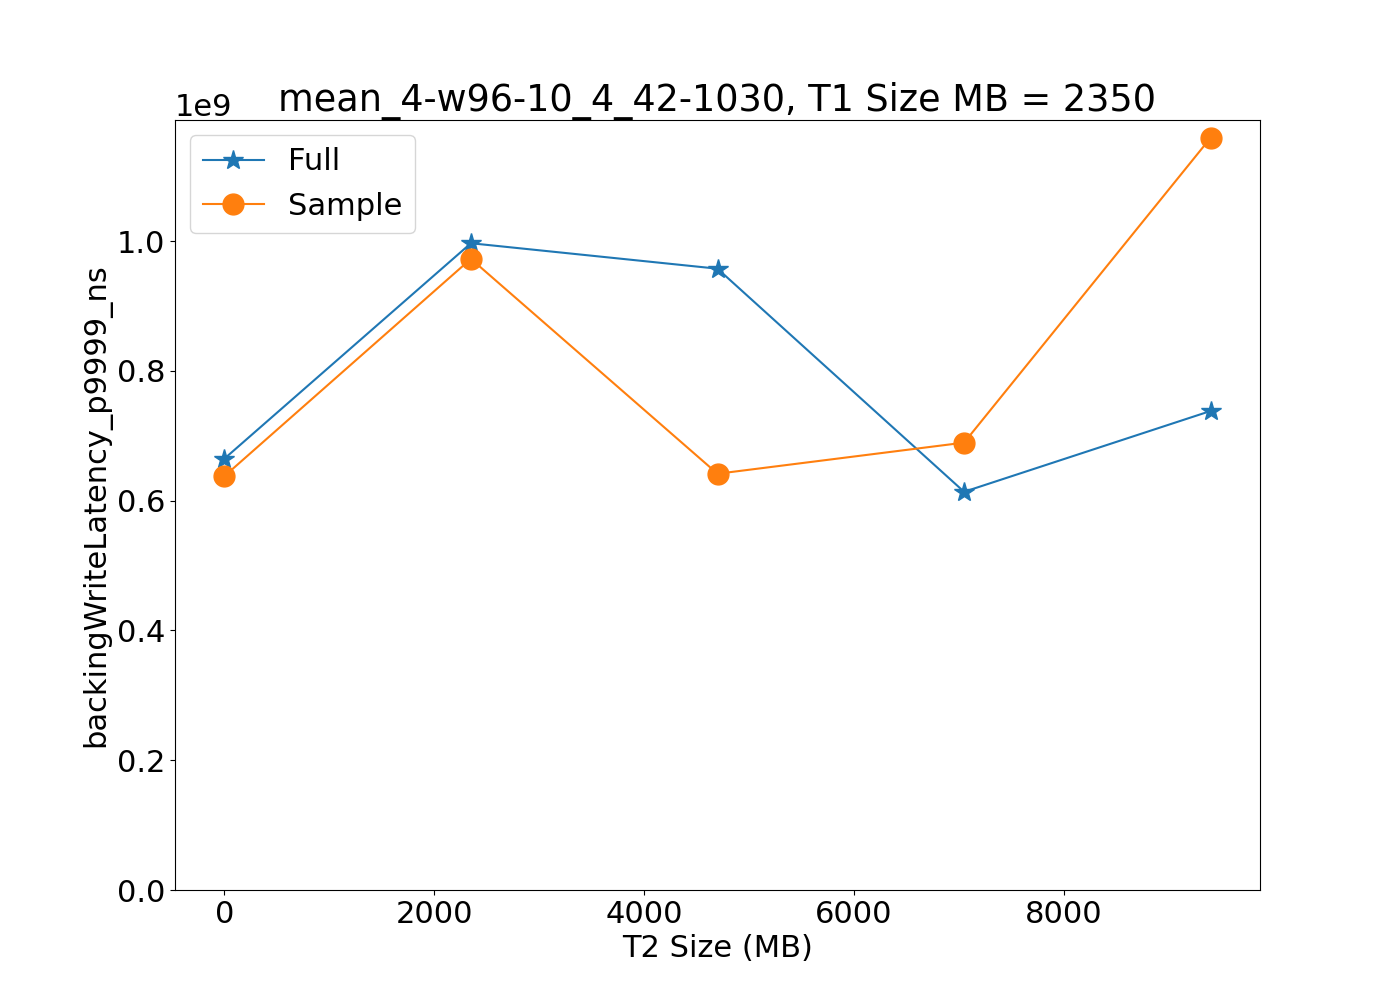 1e9
mean_4-w96-10_4_42-1030, T1 Size MB = 2350
Full
Sample
backingWriteLatency_p9999_ns
1.0
0.8
0.6
0.4
0.2
0.0
0 2000 4000 6000 8000
T2 Size (MB)